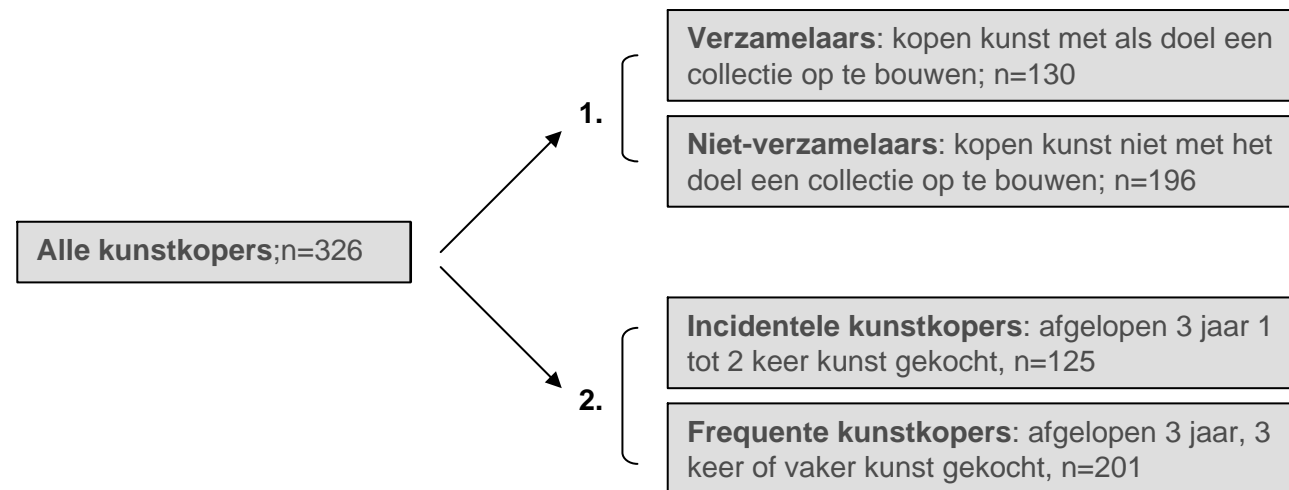 Alle kunstkopers;n=326
1.
Verzamelaars: kopen kunst met als doel een
collectie op te bouwen; n=130
Niet-verzamelaars: kopen kunst niet met het
doel een collectie op te bouwen; n=196
2.
Incidentele kunstkopers: afgelopen 3 jaar 1
tot 2 keer kunst gekocht, n=125
Frequente kunstkopers: afgelopen 3 jaar, 3
keer of vaker kunst gekocht, n=201